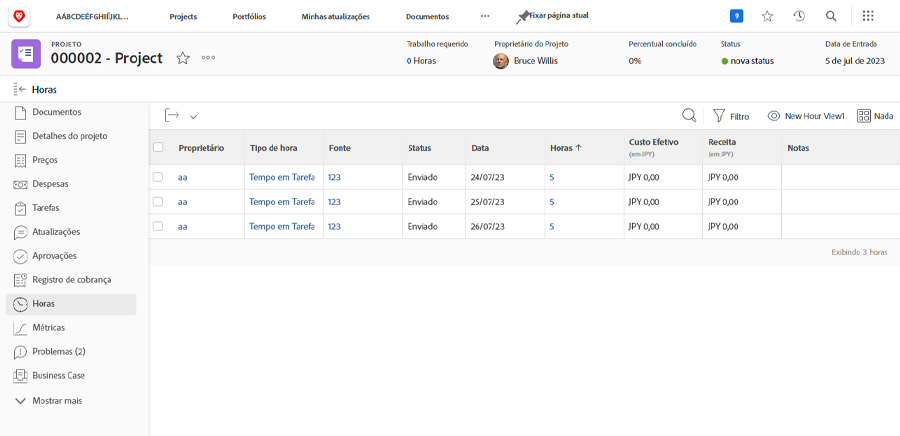 AÁBCDEÉFGHIÍJKL... Projects Portfólios Minhas atualizações Documentos Fixar página atual 9
PROJETO
000002 - Project
Trabalho requerido
0 Horas
Proprietário do Projeto
Bruce Willis
Percentual concluído
0%
Status
nova status
Data de Entrada
5 de jul de 2023
Horas
Documentos
Detalhes do projeto
Preços
Despesas
Tarefas
Atualizações
Aprovações
Registro de cobrança
Horas
Métricas
Problemas (2)
Business Case
Mostrar mais
Filtro New Hour View1 Nada
Proprietário Tipo de hora Fonte Status Data Horas ↑ Custo Efetivo (em JPY) Receita (em JPY) Notas
aa Tempo em Tarefa 123 Enviado 24/07/23 5 JPY 0,00 JPY 0,00
aa Tempo em Tarefa 123 Enviado 25/07/23 5 JPY 0,00 JPY 0,00
aa Tempo em Tarefa 123 Enviado 26/07/23 5 JPY 0,00 JPY 0,00
Exibindo 3 horas